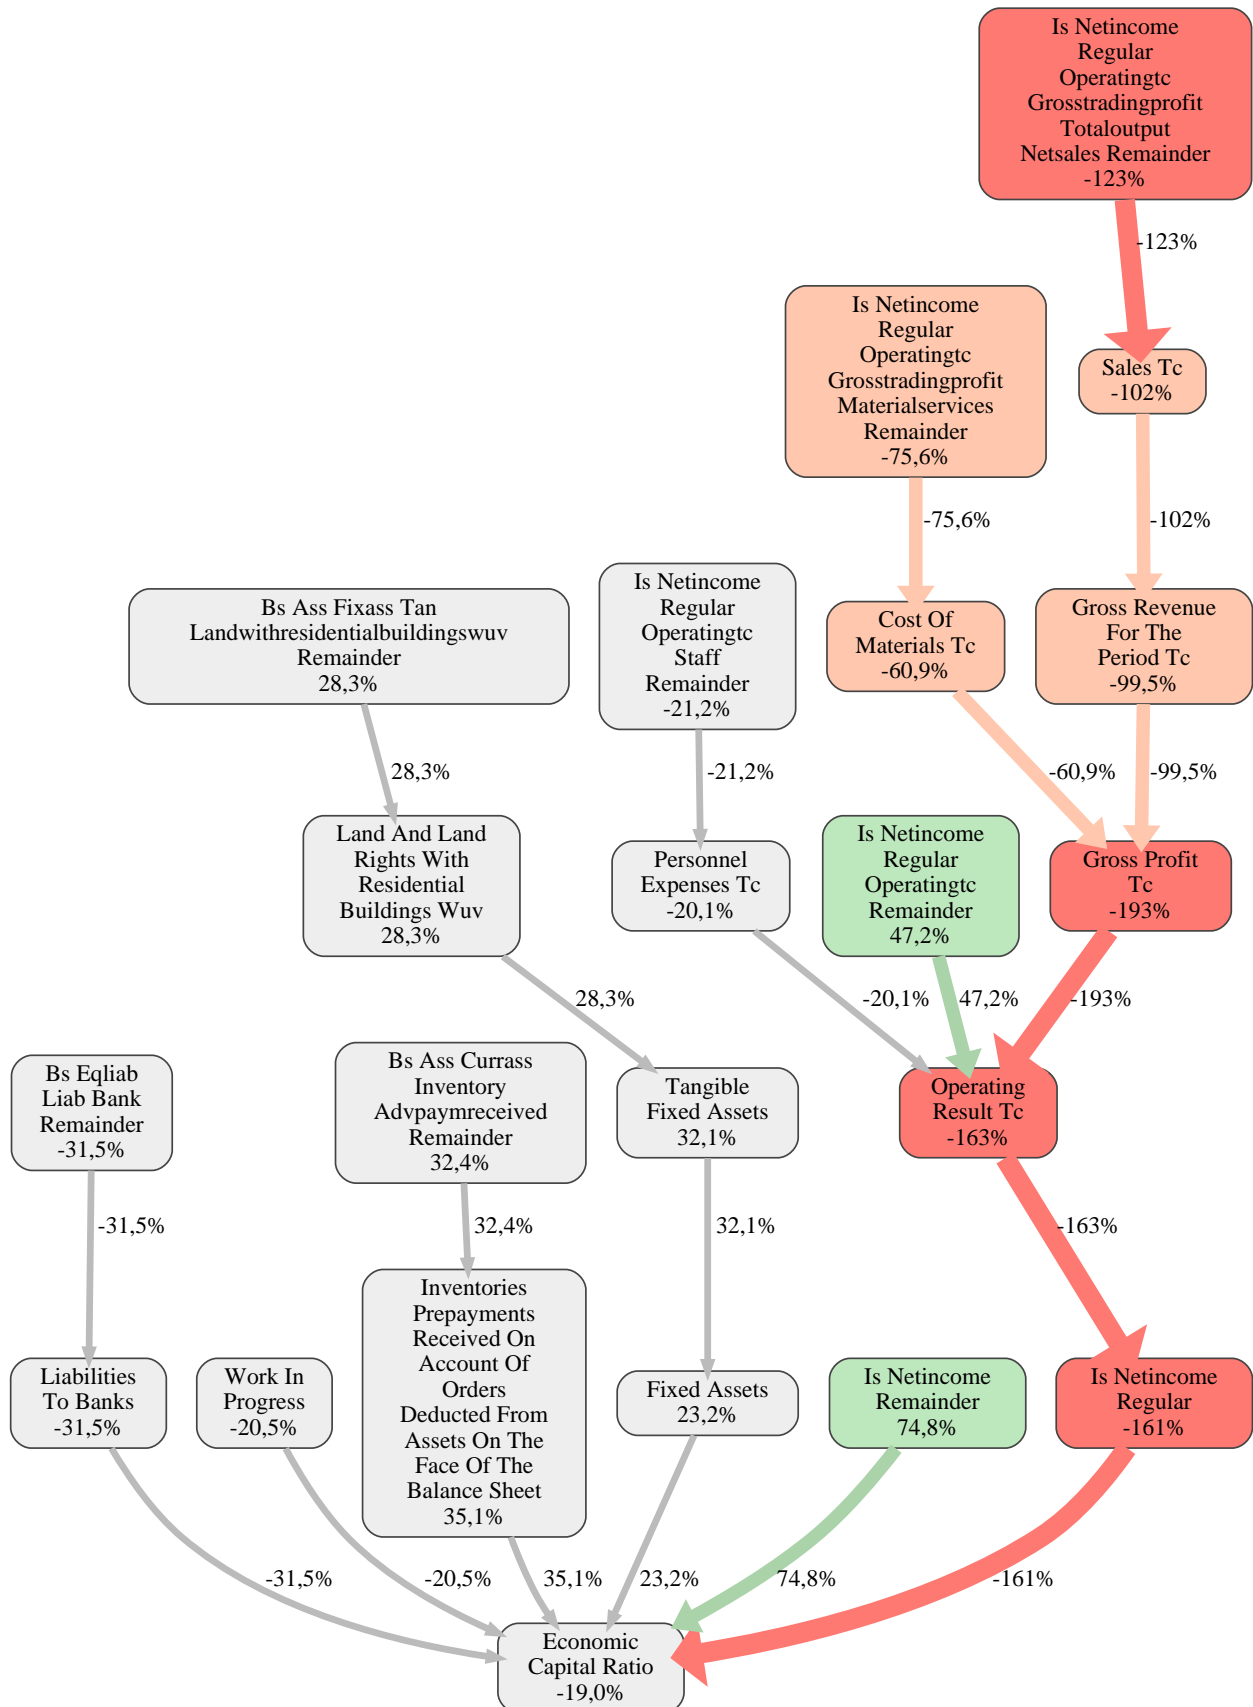 Is Netincome
Regular
Operatingtc
Grosstradingprofit
Totaloutput
Netsales Remainder
-123%
-123%
Is Netincome
Regular
Operatingtc
Grosstradingprofit
Materialservices
Remainder
-75,6%
Sales Tc
-102%
-75,6%
-102%
Bs Ass Fixass Tan
Landwithresidentialbuildingswuv
Remainder
28,3%
Is Netincome
Regular
Operatingtc
Staff
Remainder
-21,2%
Cost Of
Materials Tc
-60,9%
Gross Revenue
For The
Period Tc
-99,5%
28,3%
-21,2%
-60,9%
-99,5%
Land And Land
Rights With
Residential
Buildings Wuv
28,3%
Personnel
Expenses Tc
-20,1%
Is Netincome
Regular
Operatingtc
Remainder
47,2%
Gross Profit
Tc
-193%
28,3%
-20,1%
47,2%
-193%
Bs Eqliab
Liab Bank
Remainder
-31,5%
Bs Ass Currass
Inventory
Advpaymreceived
Remainder
32,4%
Tangible
Fixed Assets
32,1%
Operating
Result Tc
-163%
-31,5%
32,4%
32,1%
-163%
Liabilities
To Banks
-31,5%
Work In
Progress
-20,5%
Inventories
Prepayments
Received On
Account Of
Orders
Deducted From
Assets On The
Face Of The
Balance Sheet
35,1%
Fixed Assets
23,2%
Is Netincome
Remainder
74,8%
Is Netincome
Regular
-161%
-31,5%
-20,5%
35,1%
23,2%
74,8%
-161%
Economic
Capital Ratio
-19,0%